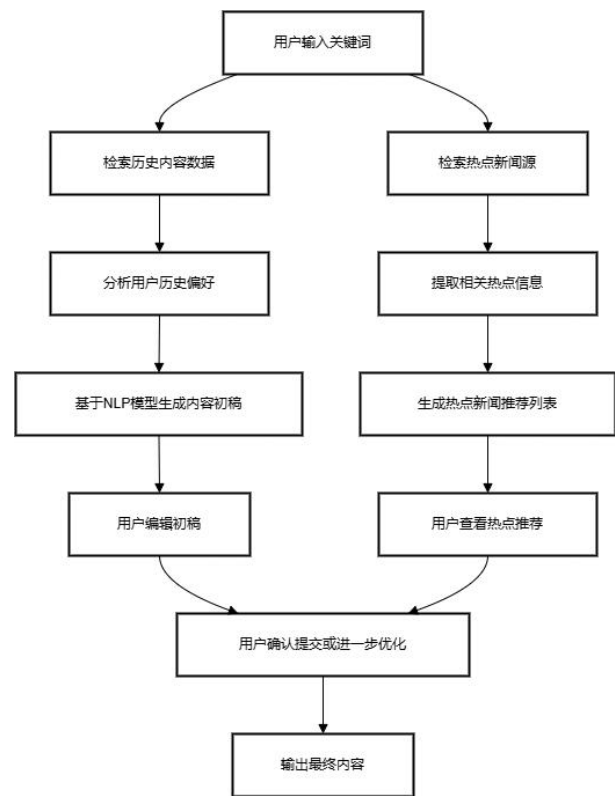 用户输入关键词
检索历史内容数据
检索热点新闻源
分析用户历史偏好
提取相关热点信息
基于NLP模型生成内容初稿
生成热点新闻推荐列表
用户编辑初稿
用户查看热点推荐
用户确认提交或进一步优化
输出最终内容